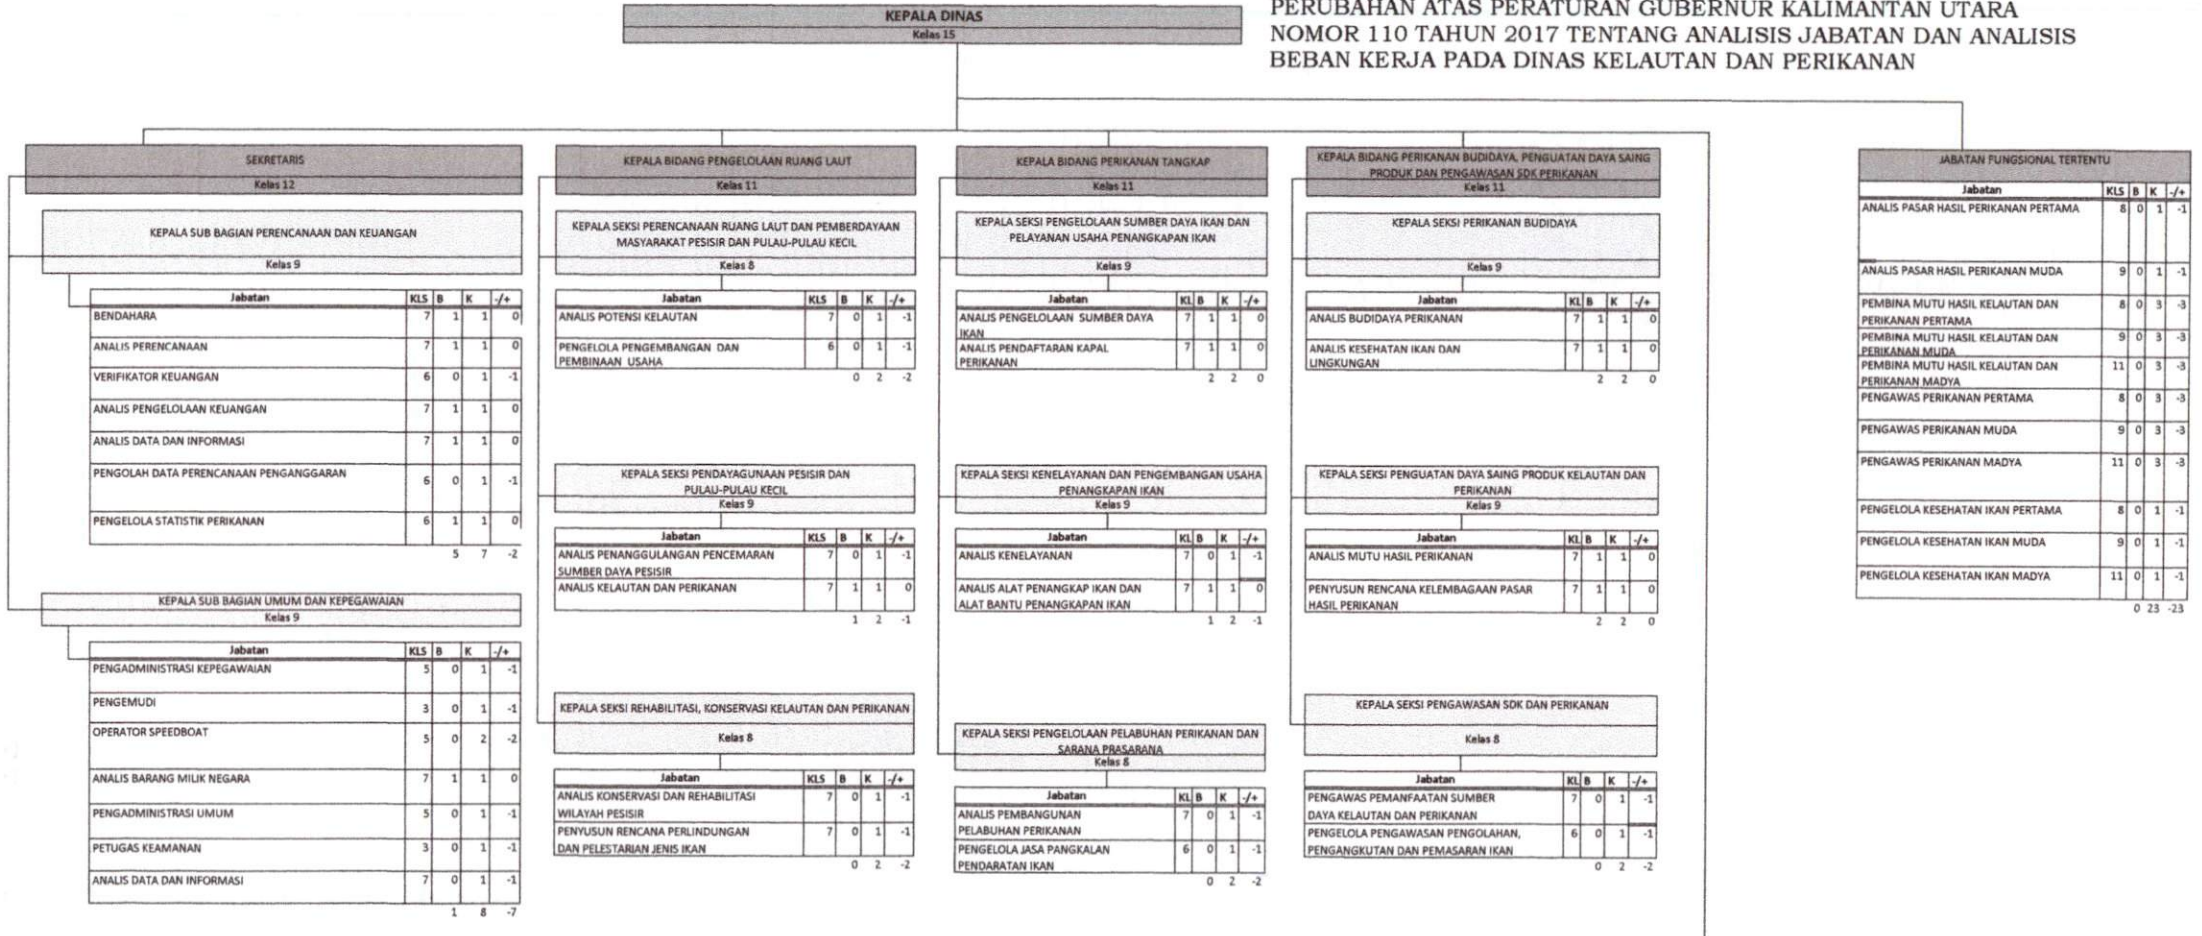 KEPALA DINAS
Kelas 15
PERUBAHAN ATAS PERATURAN GUBERNUR KALIMANTAN UTARA
NOMOR 110 TAHUN 2017 TENTANG ANALISIS JABATAN DAN ANALISIS
BEBAN KERJA PADA DINAS KELAUTAN DAN PERIKANAN
SEKRETARIS
Kelas 12
KEPALA SUB BAGIAN PERENCANAAN DAN KEUANGAN
Kelas 9
Jabatan KLS B K -/+
BENDAHARA 7 1 1 0
ANALIS PERENCANAAN 7 1 1 0
VERIFIKATOR KEUANGAN 6 0 1 -1
ANALIS PENGELOLAAN KEUANGAN 7 1 1 0
ANALIS DATA DAN INFORMASI 7 1 1 0
PENGOLAH DATA PERENCANAAN PENGANGGARAN 6 0 1 -1
PENGELOLA STATISTIK PERIKANAN 6 1 1 0
5 7 -2
KEPALA SUB BAGIAN UMUM DAN KEPEGAWAIAN
Kelas 9
Jabatan KLS B K -/+
PENGADMINISTRASI KEPEGAWAIAN 5 0 1 -1
PENGEMUDI 3 0 1 -1
OPERATOR SPEEDBOAT 5 0 2 -2
ANALIS BARANG MILIK NEGARA 7 1 1 0
PENGADMINISTRASI UMUM 5 0 1 -1
PETUGAS KEAMANAN 3 0 1 -1
ANALIS DATA DAN INFORMASI 7 0 1 -1
1 8 -7
KEPALA BIDANG PENGELOLAAN RUANG LAUT
Kelas 11
KEPALA SEKSI PERENCANAAN RUANG LAUT DAN PEMBERDAYAAN
MASYARAKAT PESISIR DAN PULAU-PULAU KECIL
Kelas 8
Jabatan KLS B K -/+
ANALIS POTENSI KELAUTAN 7 0 1 -1
PENGELOLA PENGEMBANGAN DAN 6 0 1 -1
PEMBINAAN USAHA
0 2 -2
KEPALA SEKSI PENDAYAGUNAAN PESISIR DAN
PULAU-PULAU KECIL
Kelas 9
Jabatan KLS B K -/+
ANALIS PENANGGULANGAN PENCEMARAN 7 0 1 -1
SUMBER DAYA PESISIR
ANALIS KELAUTAN DAN PERIKANAN 7 1 1 0
1 2 -1
KEPALA SEKSI REHABILITASI, KONSERVASI KELAUTAN DAN PERIKANAN
Kelas 8
Jabatan KLS B K -/+
ANALIS KONSERVASI DAN REHABILITASI 7 0 1 -1
WILAYAH PESISIR
PENYUSUN RENCANA PERLINDUNGAN 7 0 1 -1
DAN PELESTARIAN JENIS IKAN
0 2 -2
KEPALA BIDANG PERIKANAN TANGKAP
Kelas 11
KEPALA SEKSI PENGELOLAAN SUMBER DAYA IKAN DAN
PELAYANAN USAHA PENANGKAPAN IKAN
Kelas 9
Jabatan KL B K -/+
ANALIS PENGELOLAAN SUMBER DAYA 7 1 1 0
IKAN
ANALIS PENDAFTARAN KAPAL 7 1 1 0
PERIKANAN
2 2 0
KEPALA SEKSI KENELAYANAN DAN PENGEMBANGAN USAHA
PENANGKAPAN IKAN
Kelas 9
Jabatan KL B K -/+
ANALIS KENELAYANAN 7 0 1 -1
ANALIS ALAT PENANGKAP IKAN DAN 7 1 1 0
ALAT BANTU PENANGKAPAN IKAN
1 2 -1
KEPALA SEKSI PENGELOLAAN PELABUHAN PERIKANAN DAN
SARANA PRASARANA
Kelas 8
Jabatan KL B K -/+
ANALIS PEMBANGUNAN 7 0 1 -1
PELABUHAN PERIKANAN
PENGELOLA JASA PANGKALAN 6 0 1 -1
PENDARATAN IKAN
0 2 -2
KEPALA BIDANG PERIKANAN BUDIDAYA, PENGUATAN DAYA SAING
PRODUK DAN PENGAWASAN SDK PERIKANAN
Kelas 11
KEPALA SEKSI PERIKANAN BUDIDAYA
Kelas 9
Jabatan KL B K -/+
ANALIS BUDIDAYA PERIKANAN 7 1 1 0
ANALIS KESEHATAN IKAN DAN 7 1 1 0
LINGKUNGAN
2 2 0
KEPALA SEKSI PENGUATAN DAYA SAING PRODUK KELAUTAN DAN
PERIKANAN
Kelas 9
Jabatan KL B K -/+
ANALIS MUTU HASIL PERIKANAN 7 1 1 0
PENYUSUN RENCANA KELEMBAGAAN PASAR 7 1 1 0
HASIL PERIKANAN
2 2 0
KEPALA SEKSI PENGAWASAN SDK DAN PERIKANAN
Kelas 8
Jabatan KL B K -/+
PENGAWAS PEMANFAATAN SUMBER 7 0 1 -1
DAYA KELAUTAN DAN PERIKANAN
PENGELOLA PENGAWASAN PENGOLAHAN, 6 0 1 -1
PENGANGKUTAN DAN PEMASARAN IKAN
0 2 -2
JABATAN FUNGSIONAL TERTENTU
Jabatan KLS B K -/+
ANALIS PASAR HASIL PERIKANAN PERTAMA 8 0 1 -1
ANALIS PASAR HASIL PERIKANAN MUDA 9 0 1 -1
PEMBINA MUTU HASIL KELAUTAN DAN 8 0 3 -3
PERIKANAN PERTAMA
PEMBINA MUTU HASIL KELAUTAN DAN 9 0 3 -3
PERIKANAN MUDA
PEMBINA MUTU HASIL KELAUTAN DAN 11 0 3 -3
PERIKANAN MADYA
PENGAWAS PERIKANAN PERTAMA 8 0 3 -3
PENGAWAS PERIKANAN MUDA 9 0 3 -3
PENGAWAS PERIKANAN MADYA 11 0 3 -3
PENGELOLA KESEHATAN IKAN PERTAMA 8 0 1 -1
PENGELOLA KESEHATAN IKAN MUDA 9 0 1 -1
PENGELOLA KESEHATAN IKAN MADYA 11 0 1 -1
0 23 -23